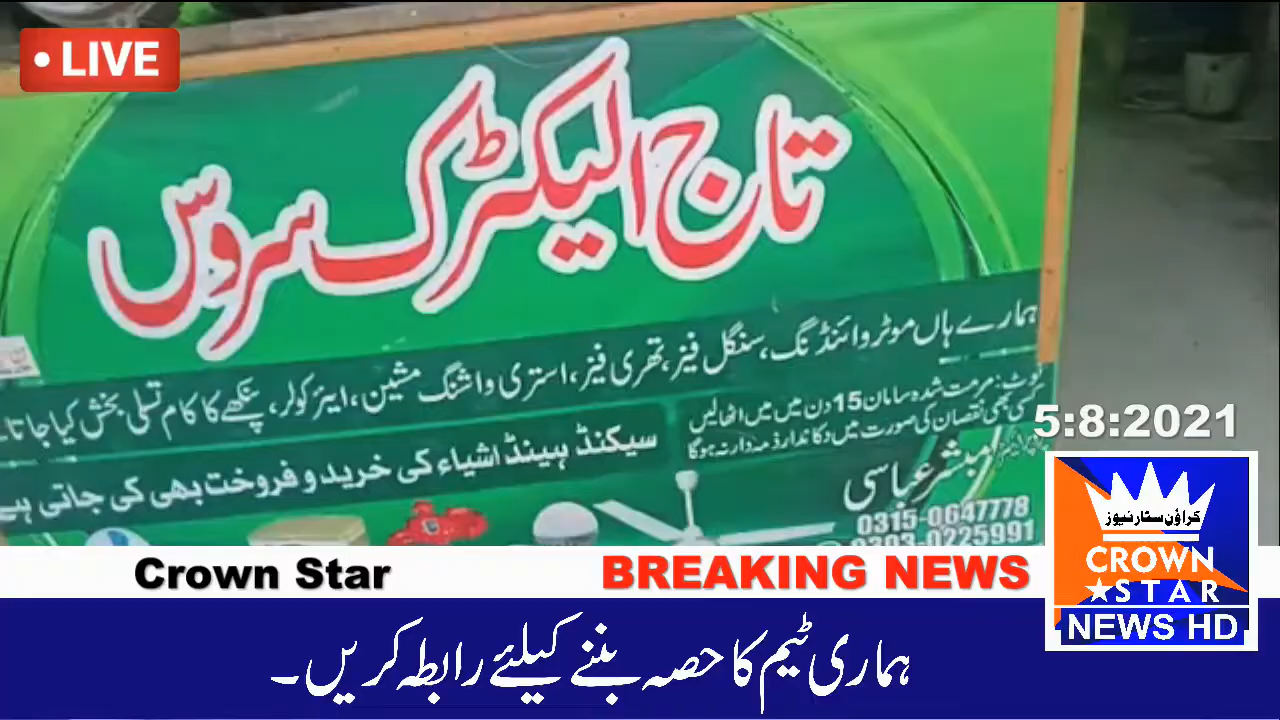 LIVE
تاج الیکٹرک سروس
ہمارے ہاں موٹر وائنڈنگ، سنگل فیز، تھری فیز، استری واشنگ مشین، ایئر کولر، پنکھے کا کام تسلی بخش کیا جاتا
نوٹ: مرمت شدہ سامان 15 دن میں میں اٹھالیں
کسی بھی نقصان کی صورت میں دکاندار ذمہ دار نہ ہوگا
سیکنڈ ہینڈ اشیاء کی خرید و فروخت بھی کی جاتی ہے
مبشر عباسی
0315-0647778
0303-0225991
5:8:2021
کراؤن سٹار نیوز
CROWN
STAR
NEWS HD
Crown Star
BREAKING NEWS
ہماری ٹیم کا حصہ بننے کیلئے رابطہ کریں۔